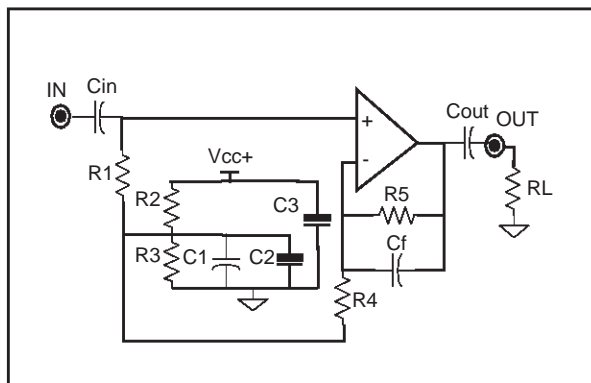 IN
Cin
Cout
OUT
+
-
R1
Vcc+
R2
C3
R5
RL
R3
C1
C2
Cf
R4